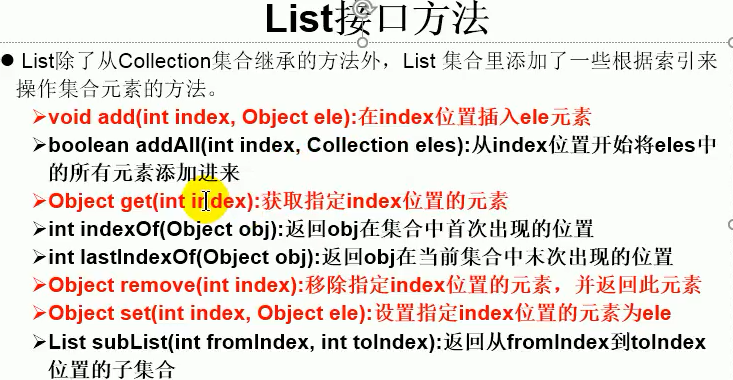 List接口方法
List除了从Collection集合继承的方法外，List 集合里添加了一些根据索引来
操作集合元素的方法。
void add(int index, Object ele):在index位置插入ele元素
boolean addAll(int index, Collection eles):从index位置开始将eles中
的所有元素添加进来
Object get(int index):获取指定index位置的元素
int indexOf(Object obj):返回obj在集合中首次出现的位置
int lastIndexOf(Object obj):返回obj在当前集合中末次出现的位置
Object remove(int index):移除指定index位置的元素，并返回此元素
Object set(int index, Object ele):设置指定index位置的元素为ele
List subList(int fromIndex, int toIndex):返回从fromIndex到toIndex
位置的子集合